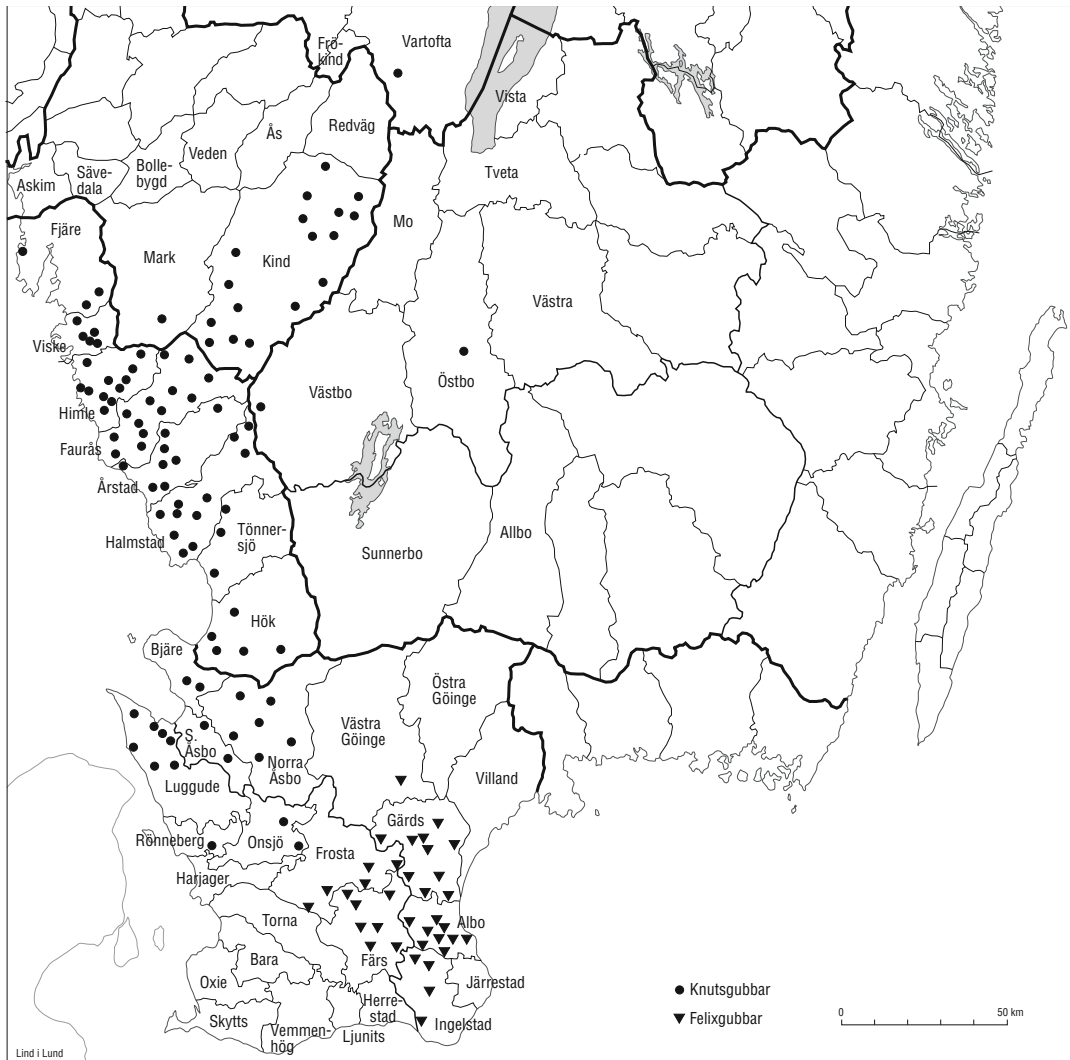 Frö-
kind
Vartofta
Vista
Redväg
Ås
Veden
Bolle-
bygd
Säve-
dala
Askim
Tveta
Mo
Fjäre
Mark
Kind
Västra
Östbo
Viske
Västbo
Himle
Faurås
Årstad
Halmstad
Tönner-
sjö
Sunnerbo
Allbo
Hök
Bjäre
Östra
Göinge
Västra
Göinge
S.
Åsbo
Norra
Åsbo
Villand
Luggude
Gärds
Rönneberg
Onsjö
Frosta
Harjager
Torna
Albo
Bara
Färs
Oxie
Järrestad
Herre-
stad
Skytts
Vemmen-
hög
Ljunits
Ingelstad
Knutsgubbar
Felixgubbar
0 50 km
Lind i Lund